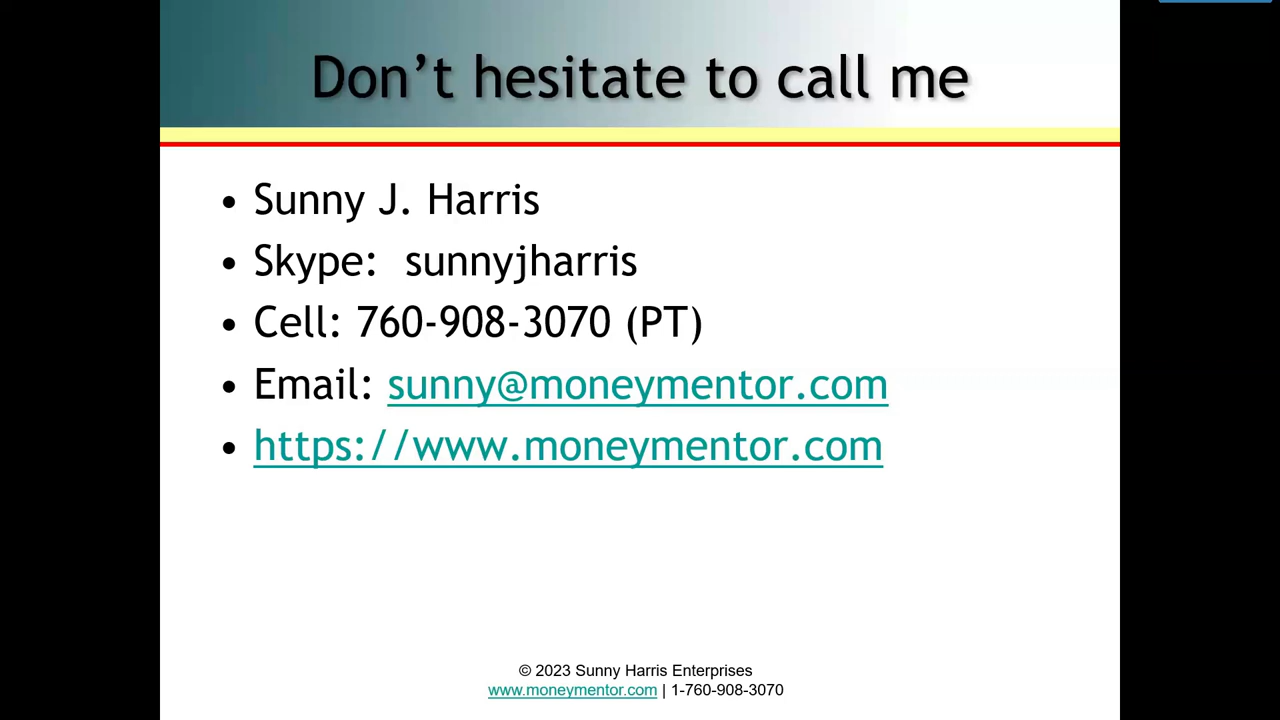 Don’t hesitate to call me
• Sunny J. Harris
• Skype:  sunnyjharris
• Cell: 760-908-3070 (PT)
• Email: sunny@moneymentor.com
• https://www.moneymentor.com
© 2023 Sunny Harris Enterprises
www.moneymentor.com | 1-760-908-3070